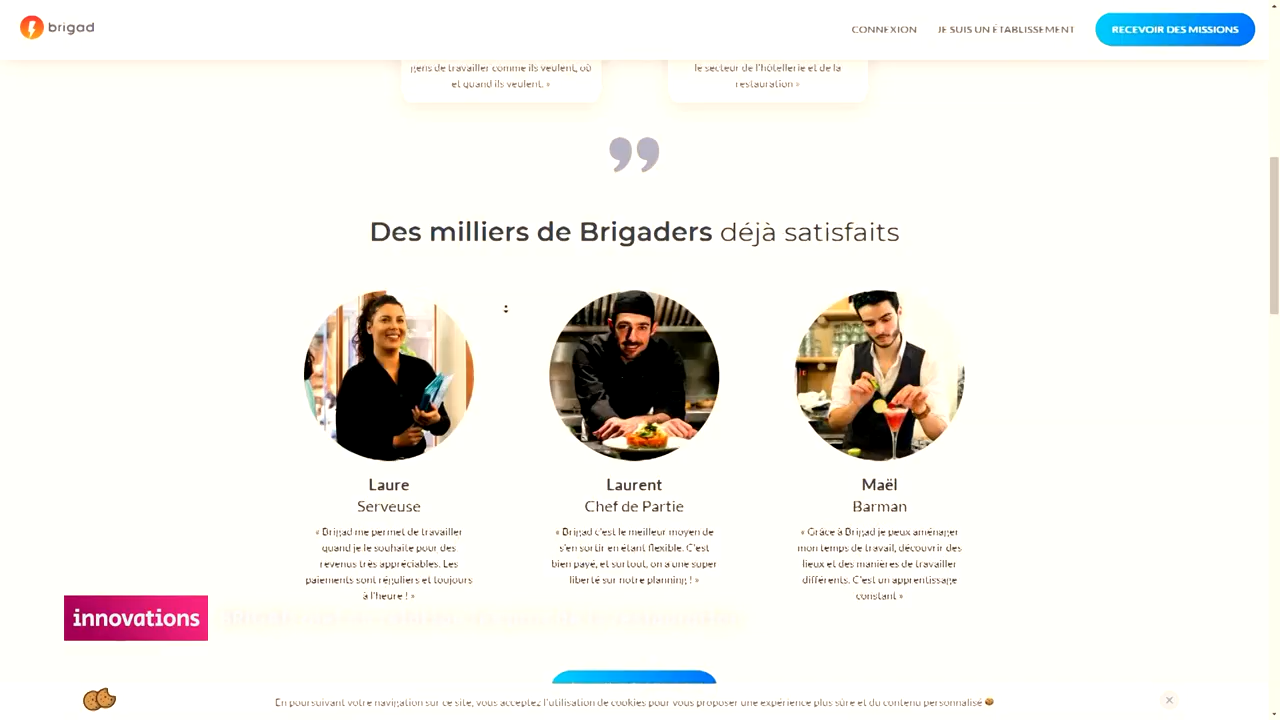 brigad
CONNEXION
JE SUIS UN ÉTABLISSEMENT
RECEVOIR DES MISSIONS
gens de travailler comme ils veulent, où
et quand ils veulent. »
le secteur de l'hôtellerie et de la
restauration »
Des milliers de Brigaders déjà satisfaits
Laure
Serveuse
« Brigad me permet de travailler
quand je le souhaite pour des
revenus très appréciables. Les
paiements sont réguliers et toujours
à l'heure ! »
Laurent
Chef de Partie
« Brigad c'est le meilleur moyen de
s'en sortir en étant flexible. C'est
bien payé, et surtout, on a une super
liberté sur notre planning ! »
Maël
Barman
« Grâce à Brigad je peux aménager
mon temps de travail, découvrir des
lieux et des manières de travailler
différents. C'est un apprentissage
constant »
innovations
En poursuivant votre navigation sur ce site, vous acceptez l'utilisation de cookies pour vous proposer une expérience plus sûre et du contenu personnalisé